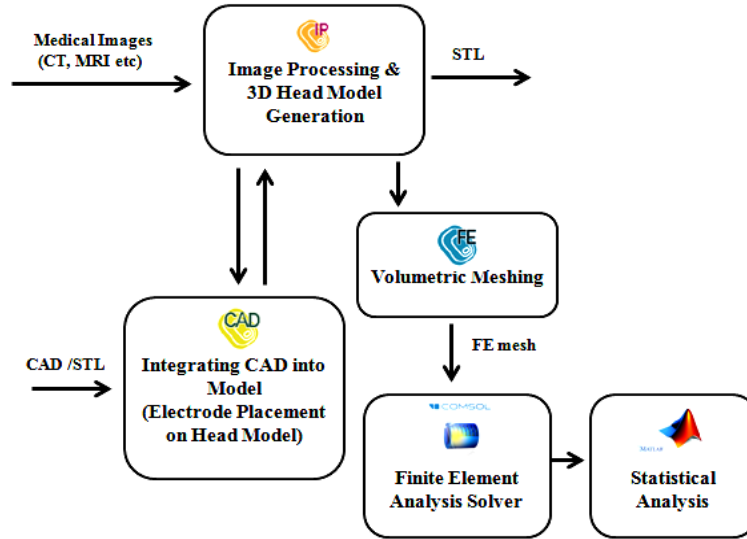 Medical Images
(CT, MRI etc)
IP
Image Processing &
3D Head Model
Generation
STL
FE
Volumetric Meshing
CAD
CAD /STL
Integrating CAD into
Model
(Electrode Placement
on Head Model)
FE mesh
COMSOL
Finite Element
Analysis Solver
MATLAB
Statistical
Analysis